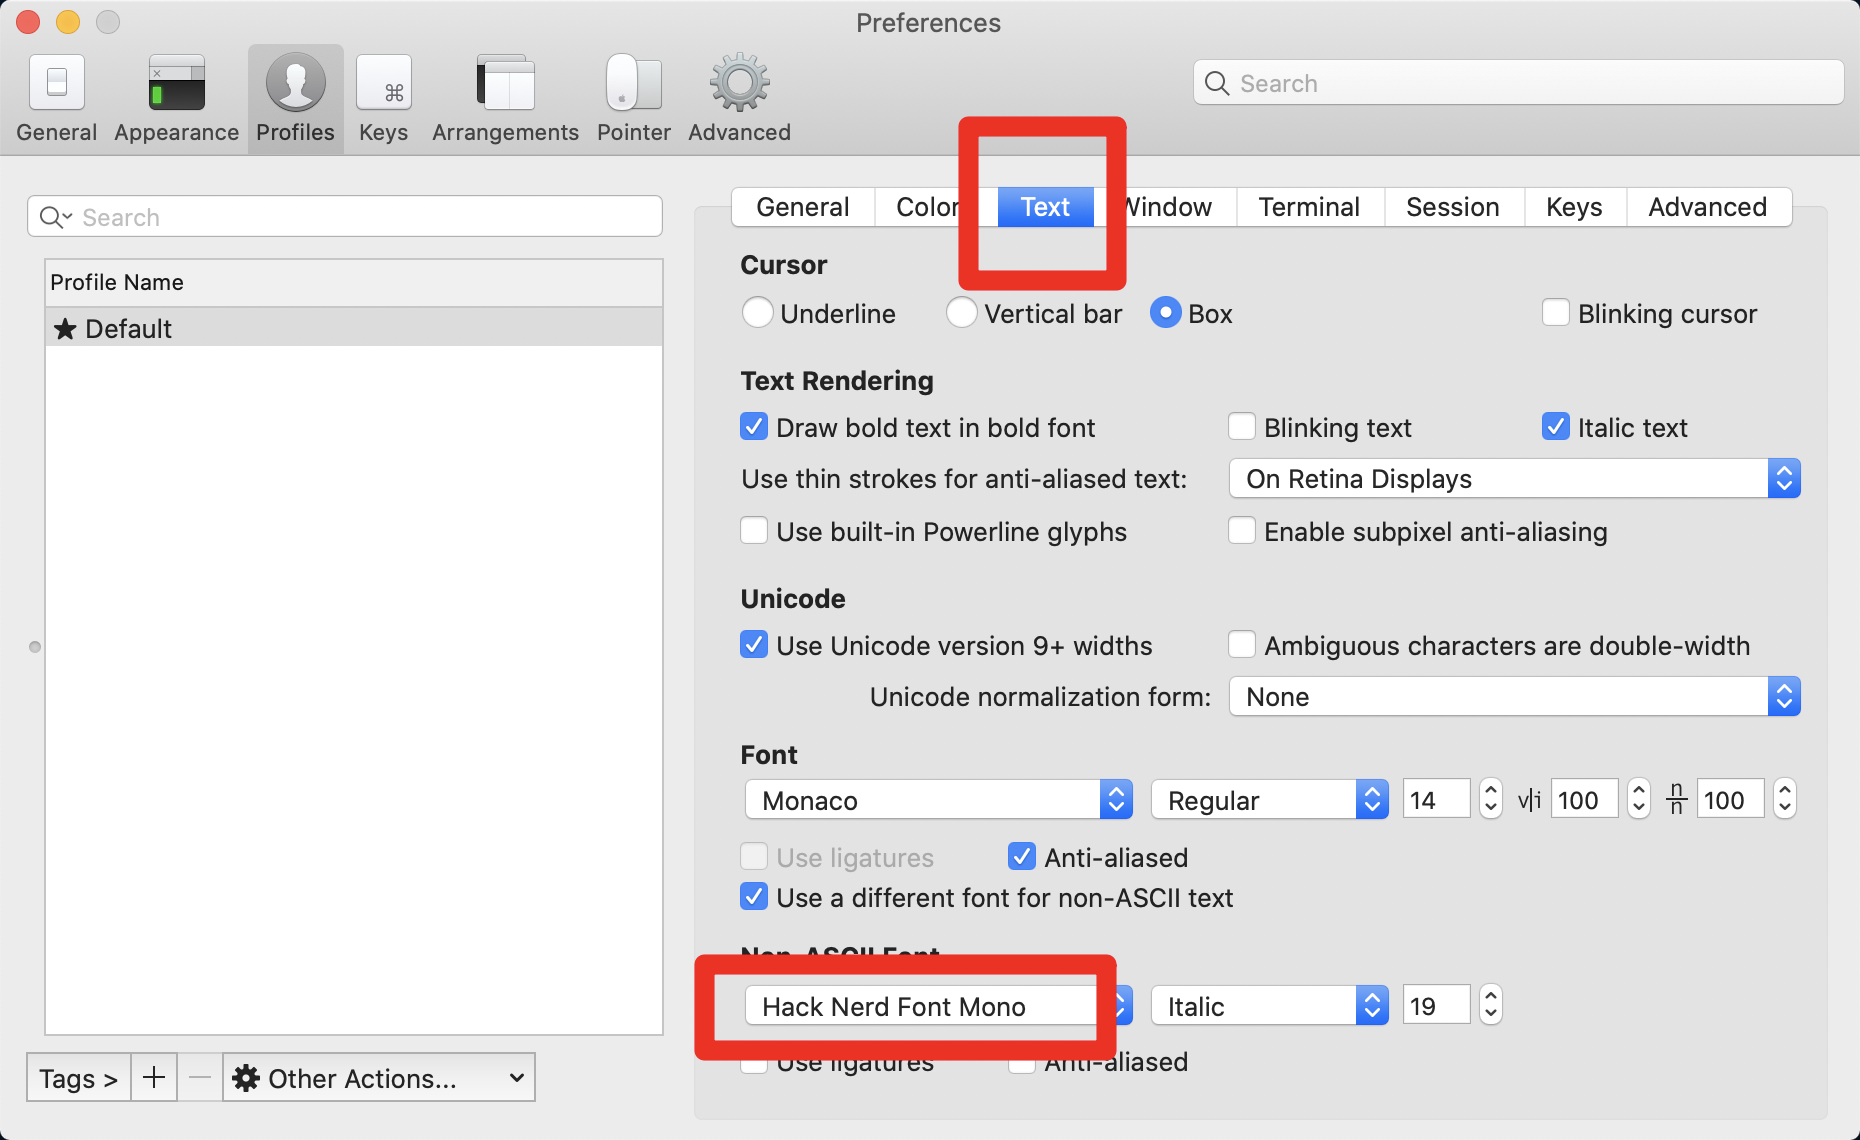 Preferences
General Appearance Profiles Keys Arrangements Pointer Advanced
Search
Search
Profile Name
★ Default
Tags > + − Other Actions...
General Color Text Window Terminal Session Keys Advanced
Cursor
Underline Vertical bar Box Blinking cursor
Text Rendering
Draw bold text in bold font Blinking text Italic text
Use thin strokes for anti-aliased text: On Retina Displays
Use built-in Powerline glyphs Enable subpixel anti-aliasing
Unicode
Use Unicode version 9+ widths Ambiguous characters are double-width
Unicode normalization form: None
Font
Monaco Regular 14 v|i 100 n/n 100
Use ligatures Anti-aliased
Use a different font for non-ASCII text
Non-ASCII Font
Hack Nerd Font Mono Italic 19
Use ligatures Anti-aliased